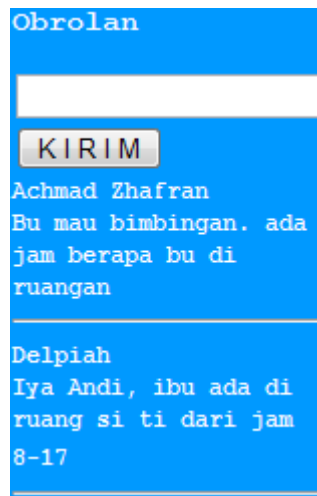 Obrolan
KIRIM
Achmad Zhafran
Bu mau bimbingan. ada
jam berapa bu di
ruangan
Delpiah
Iya Andi, ibu ada di
ruang si ti dari jam
8-17